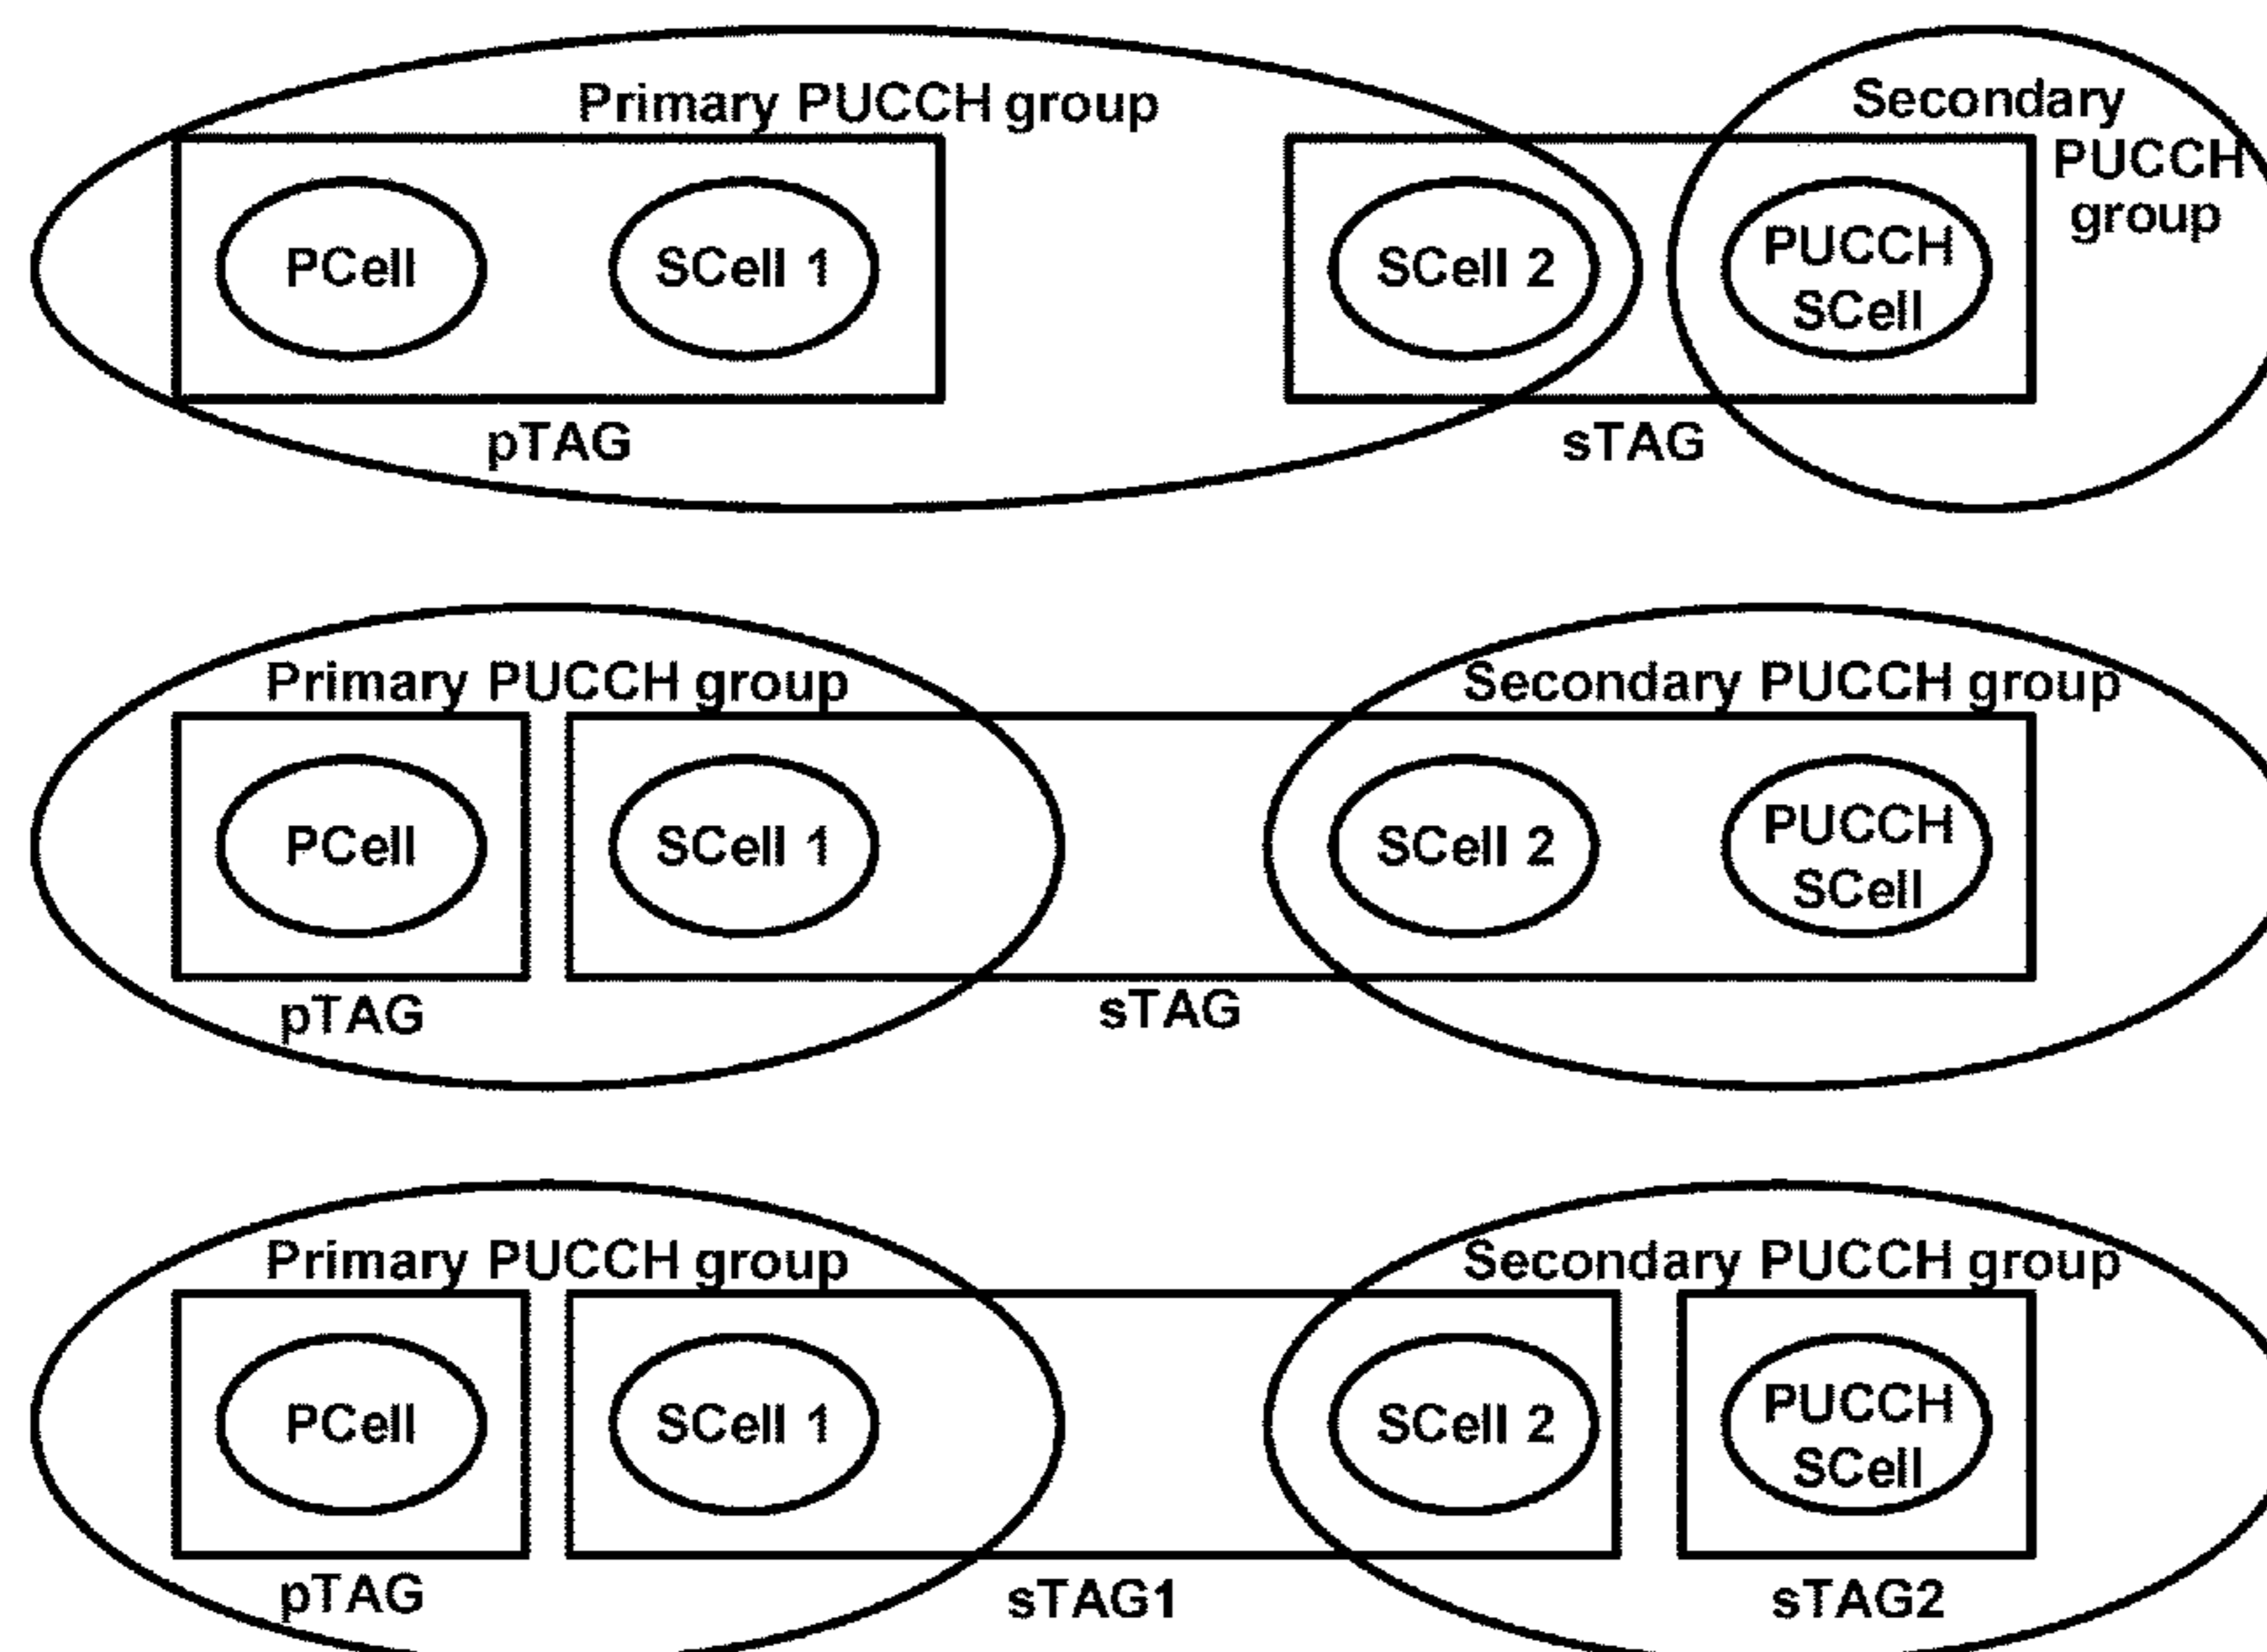 Primary PUCCH group
Secondary
PUCCH
group
PCell
SCell 1
SCell 2
PUCCH
SCell
pTAG
sTAG
Primary PUCCH group
Secondary PUCCH group
PCell
SCell 1
SCell 2
PUCCH
SCell
pTAG
sTAG
Primary PUCCH group
Secondary PUCCH group
PCell
SCell 1
SCell 2
PUCCH
SCell
pTAG
sTAG1
sTAG2